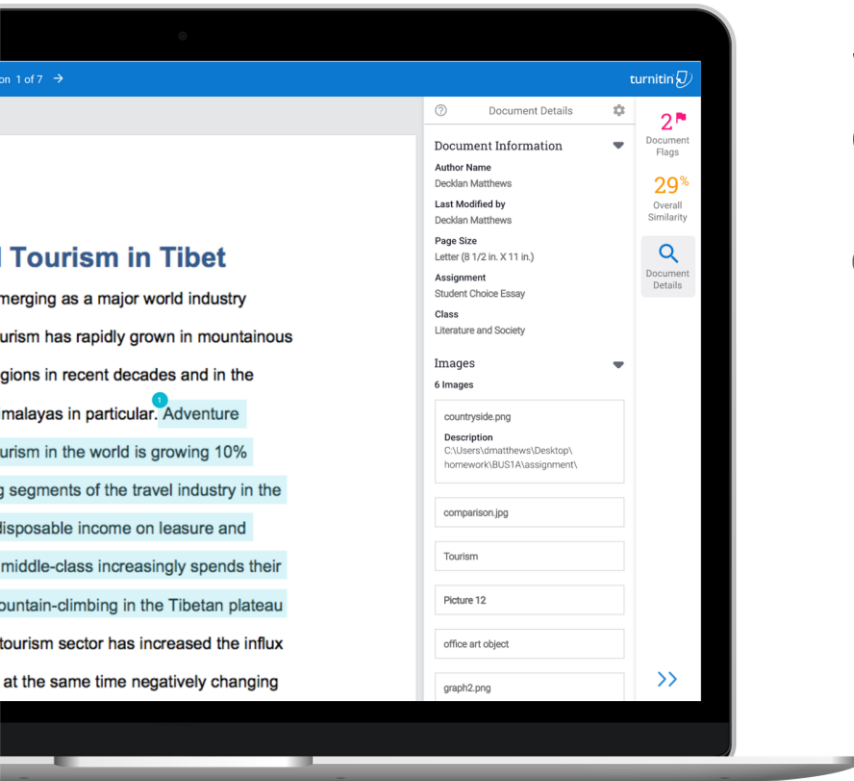 on 1 of 7 →
turnitin
Document Details
2
Document
Flags
29%
Overall
Similarity
Document
Details
Document Information
Author Name
Decklan Matthews
Last Modified by
Decklan Matthews
Page Size
Letter (8 1/2 in. X 11 in.)
Assignment
Student Choice Essay
Class
Literature and Society
Images
6 Images
countryside.png
Description
C:\Users\dmatthews\Desktop\
homework\BUS1A\assignment\
comparison.jpg
Tourism
Picture 12
office art object
graph2.png
Tourism in Tibet
merging as a major world industry
urism has rapidly grown in mountainous
gions in recent decades and in the
malayas in particular. 1 Adventure
urism in the world is growing 10%
g segments of the travel industry in the
disposable income on leasure and
middle-class increasingly spends their
ountain-climbing in the Tibetan plateau
tourism sector has increased the influx
at the same time negatively changing